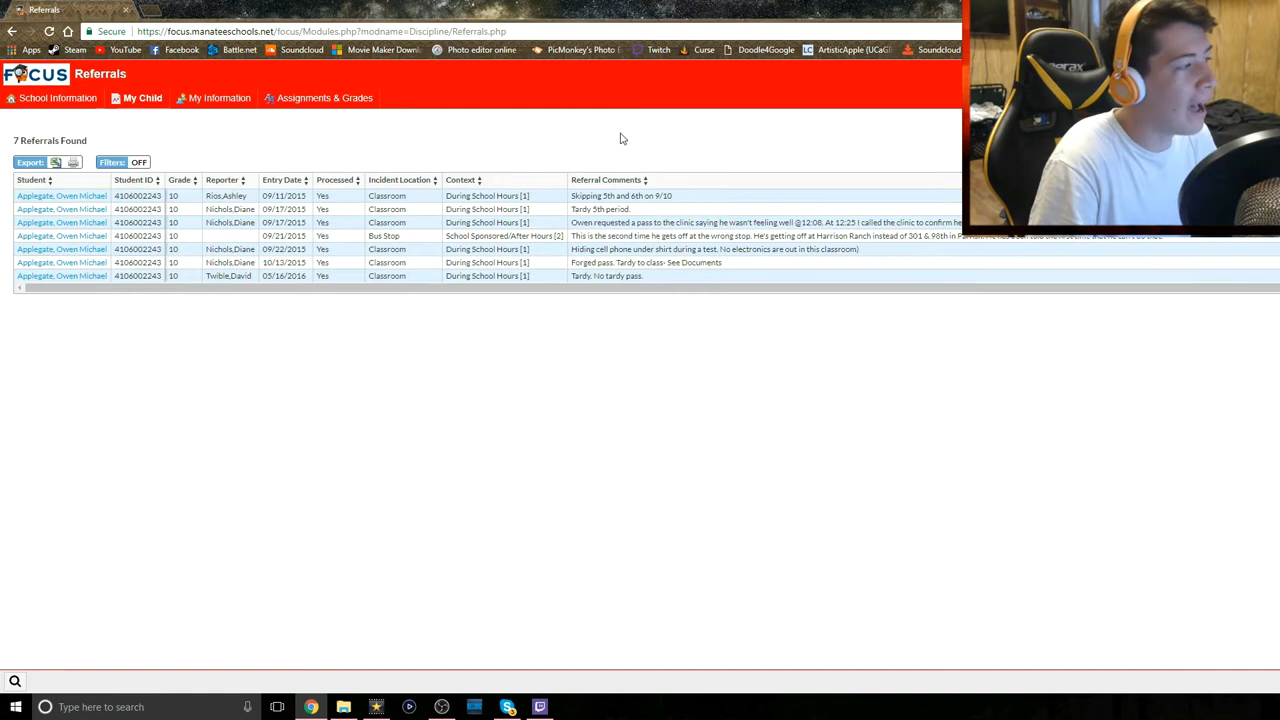 Referrals
Secure https://focus.manateeschools.net/focus/Modules.php?modname=Discipline/Referrals.php
Apps Steam YouTube Facebook Battle.net Soundcloud Movie Maker Downl Photo editor online PicMonkey's Photo E Twitch Curse Doodle4Google LC ArtisticApple (UCaGI Soundcloud
FOCUS Referrals
School Information My Child My Information Assignments & Grades
7 Referrals Found
Export: Filters: OFF
Student Student ID Grade Reporter Entry Date Processed Incident Location Context Referral Comments
Applegate, Owen Michael 4106002243 10 Rios,Ashley 09/11/2015 Yes Classroom During School Hours [1] Skipping 5th and 6th on 9/10
Applegate, Owen Michael 4106002243 10 Nichols,Diane 09/17/2015 Yes Classroom During School Hours [1] Tardy 5th period.
Applegate, Owen Michael 4106002243 10 Nichols,Diane 09/17/2015 Yes Classroom During School Hours [1] Owen requested a pass to the clinic saying he wasn't feeling well @12:08. At 12:25 I called the clinic to confirm he
Applegate, Owen Michael 4106002243 10 09/21/2015 Yes Bus Stop School Sponsored/After Hours [2] This is the second time he gets off at the wrong stop. He's getting off at Harrison Ranch instead of 301 & 98th in
Applegate, Owen Michael 4106002243 10 Nichols,Diane 09/22/2015 Yes Classroom During School Hours [1] Hiding cell phone under shirt during a test. No electronics are out in this classroom)
Applegate, Owen Michael 4106002243 10 Nichols,Diane 10/13/2015 Yes Classroom During School Hours [1] Forged pass. Tardy to class- See Documents
Applegate, Owen Michael 4106002243 10 Twible,David 05/16/2016 Yes Classroom During School Hours [1] Tardy. No tardy pass.
Type here to search